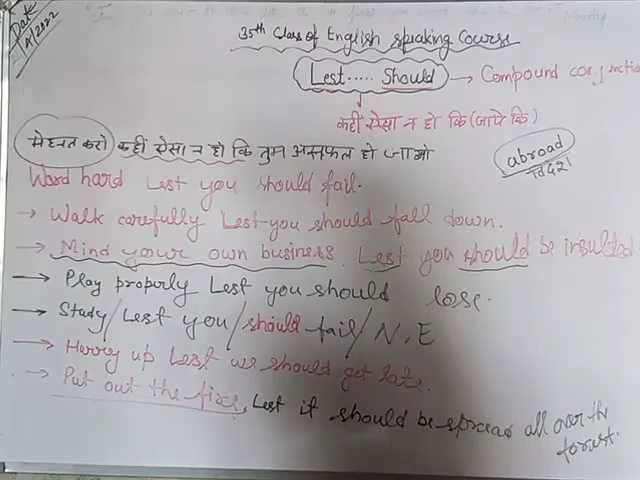 Date
1/4/2022
Monday
35th Class of English speaking Course
Lest..... Should → Compound conjunction
कहीं ऐसा न हो कि (जाये कि)
मेहनत करो कहीं ऐसा न हो कि तुम असफल हो जाओ
abroad
विदेश
Word hard Lest you should fail.
→ Walk carefully Lest you should fall down.
→ Mind your own business. Lest you should be insulted
→ Play properly Lest you should lose.
→ Study/Lest you/should fail/N.E
→ Hurry up Lest we should get late.
→ Put out the fire, Lest it should be spread all over the
forest.